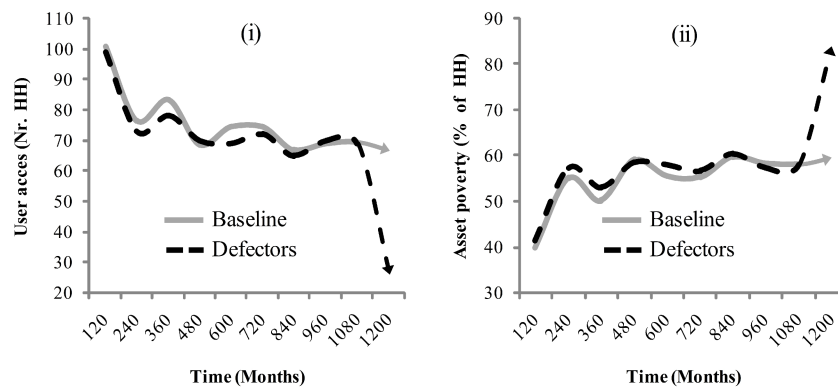 (i)
User acces (Nr. HH)
110
100
90
80
70
60
50
40
30
20
Baseline
Defectors
120 240 360 480 600 720 840 960 1080 1200
Time (Months)
(ii)
Asset poverty (% of HH)
90
80
70
60
50
40
30
Baseline
Defectors
120 240 360 480 600 720 840 960 1080 1200
Time (Months)